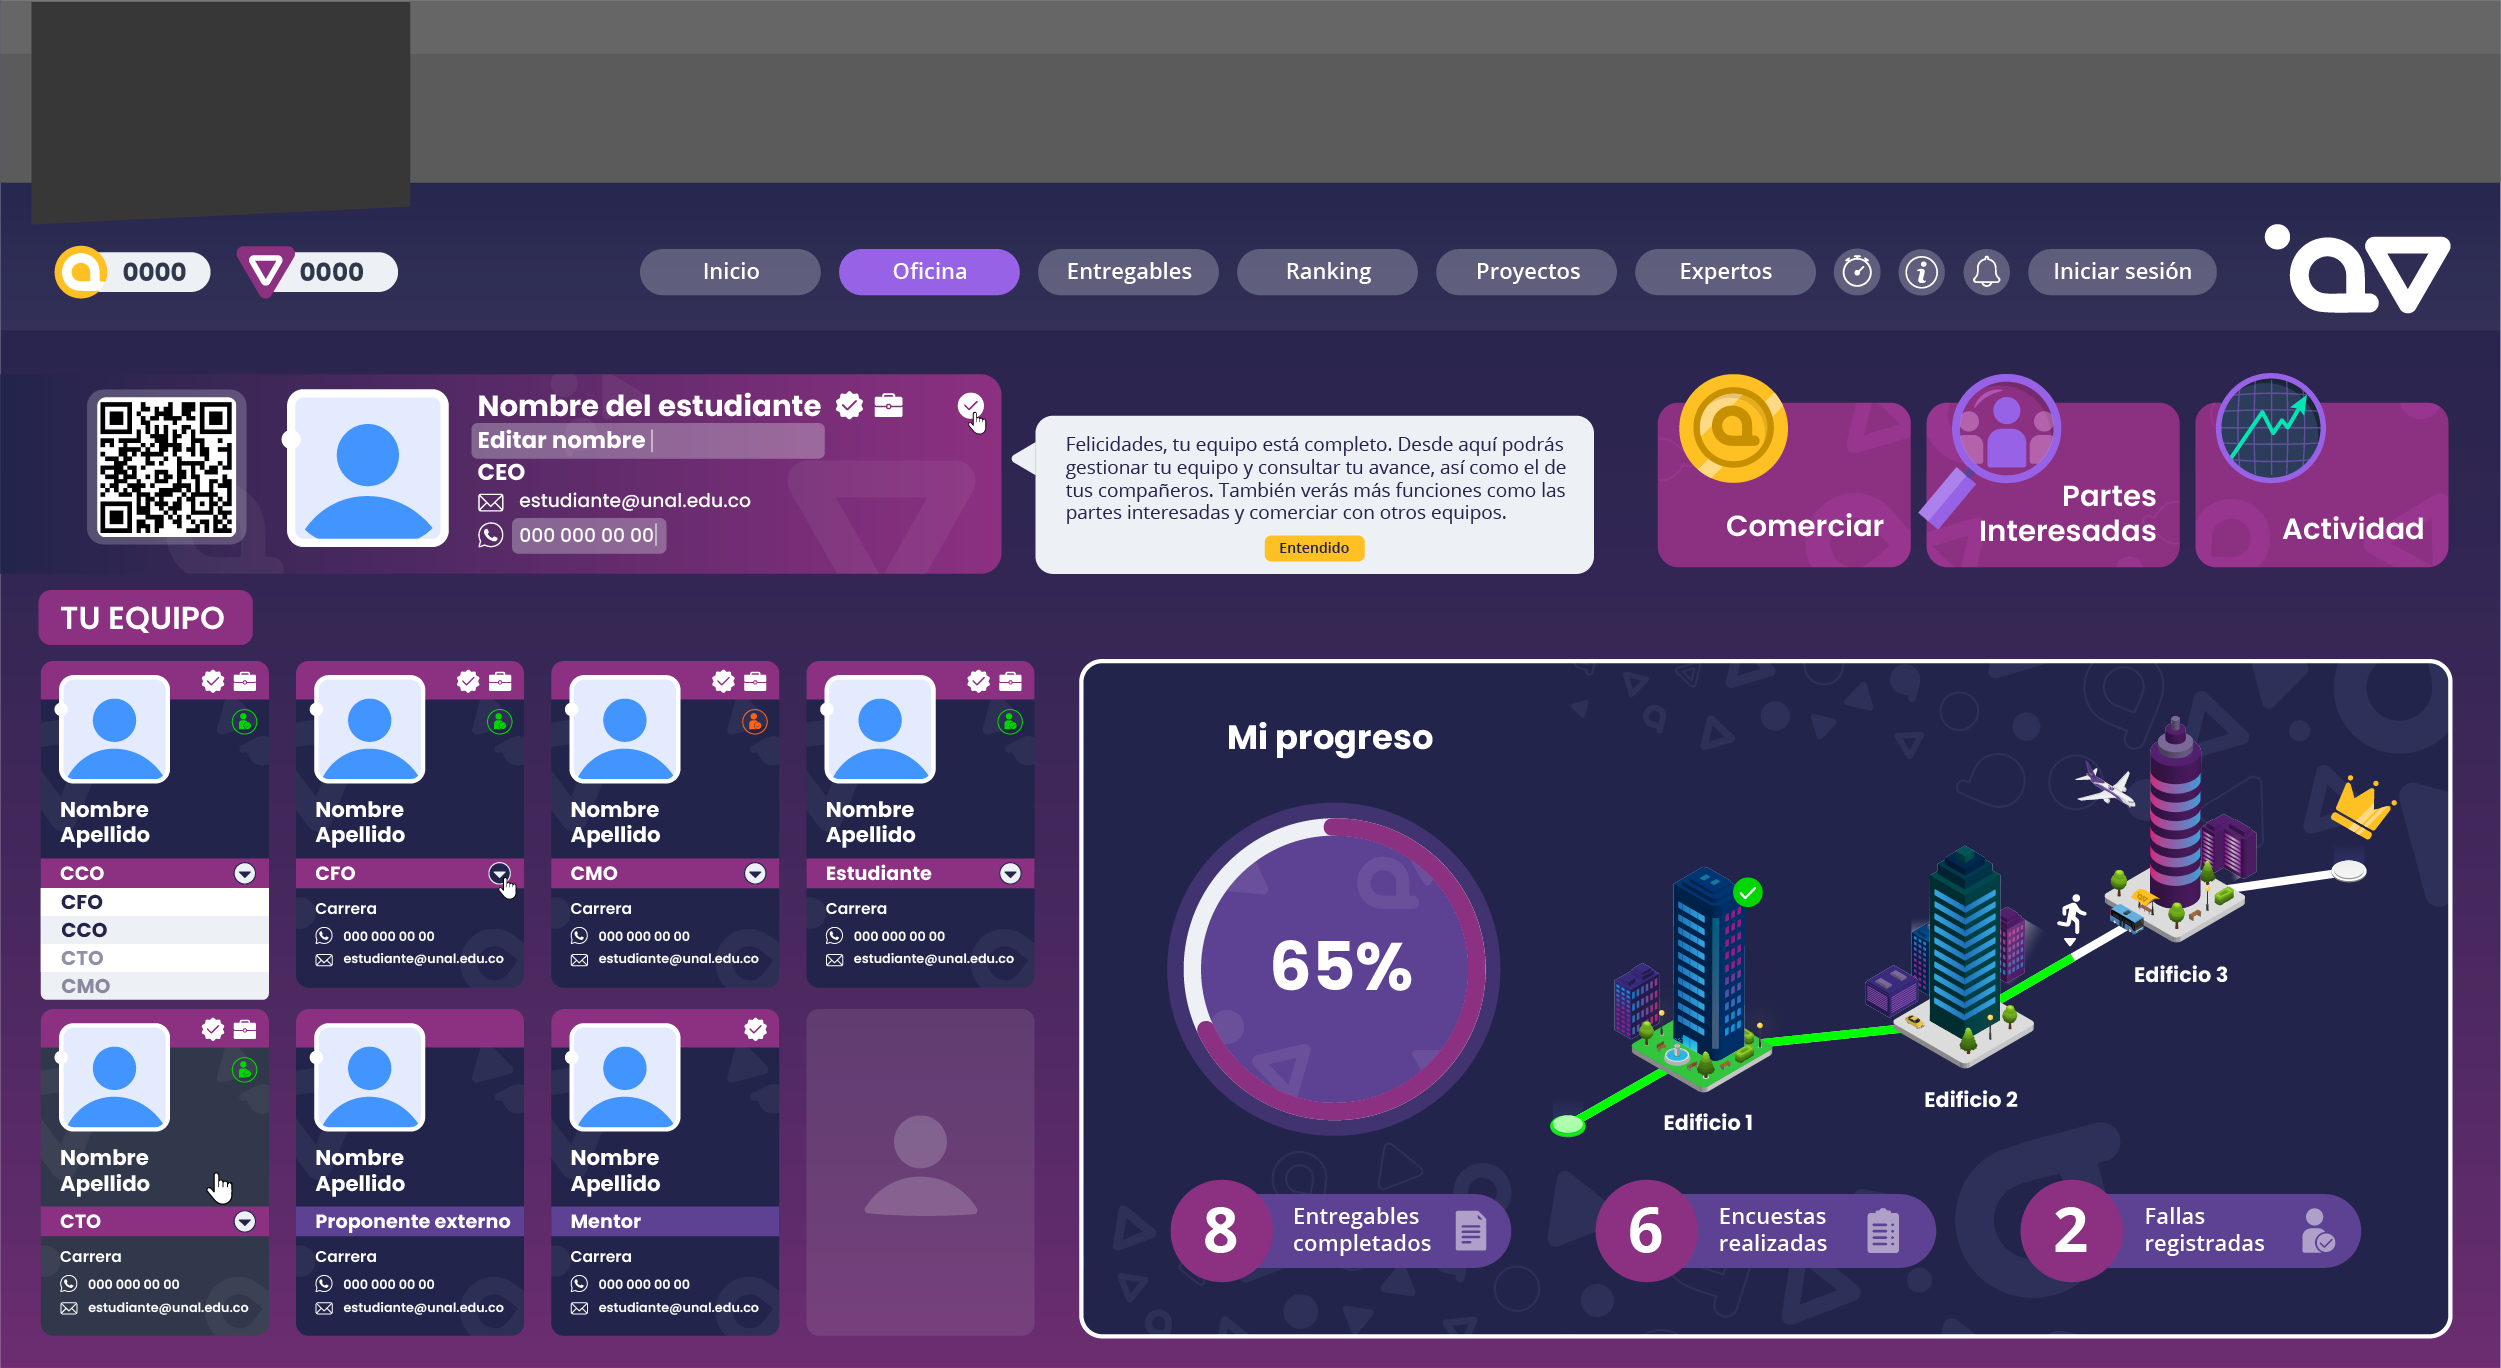 0000
0000
Inicio
Oficina
Entregables
Ranking
Proyectos
Expertos
Iniciar sesión
Nombre del estudiante
Editar nombre
CEO
estudiante@unal.edu.co
000 000 00 00
Felicidades, tu equipo está completo. Desde aquí podrás
gestionar tu equipo y consultar tu avance, así como el de
tus compañeros. También verás más funciones como las
partes interesadas y comerciar con otros equipos.
Entendido
Comerciar
Partes
Interesadas
Actividad
TU EQUIPO
Nombre
Apellido
CCO
CFO
CCO
CTO
CMO
Nombre
Apellido
CFO
Carrera
000 000 00 00
estudiante@unal.edu.co
Nombre
Apellido
CMO
Carrera
000 000 00 00
estudiante@unal.edu.co
Nombre
Apellido
Estudiante
Carrera
000 000 00 00
estudiante@unal.edu.co
Nombre
Apellido
CTO
Carrera
000 000 00 00
estudiante@unal.edu.co
Nombre
Apellido
Proponente externo
Carrera
000 000 00 00
estudiante@unal.edu.co
Nombre
Apellido
Mentor
Carrera
000 000 00 00
estudiante@unal.edu.co
Mi progreso
65%
Edificio 1
Edificio 2
Edificio 3
8
Entregables
completados
6
Encuestas
realizadas
2
Fallas
registradas